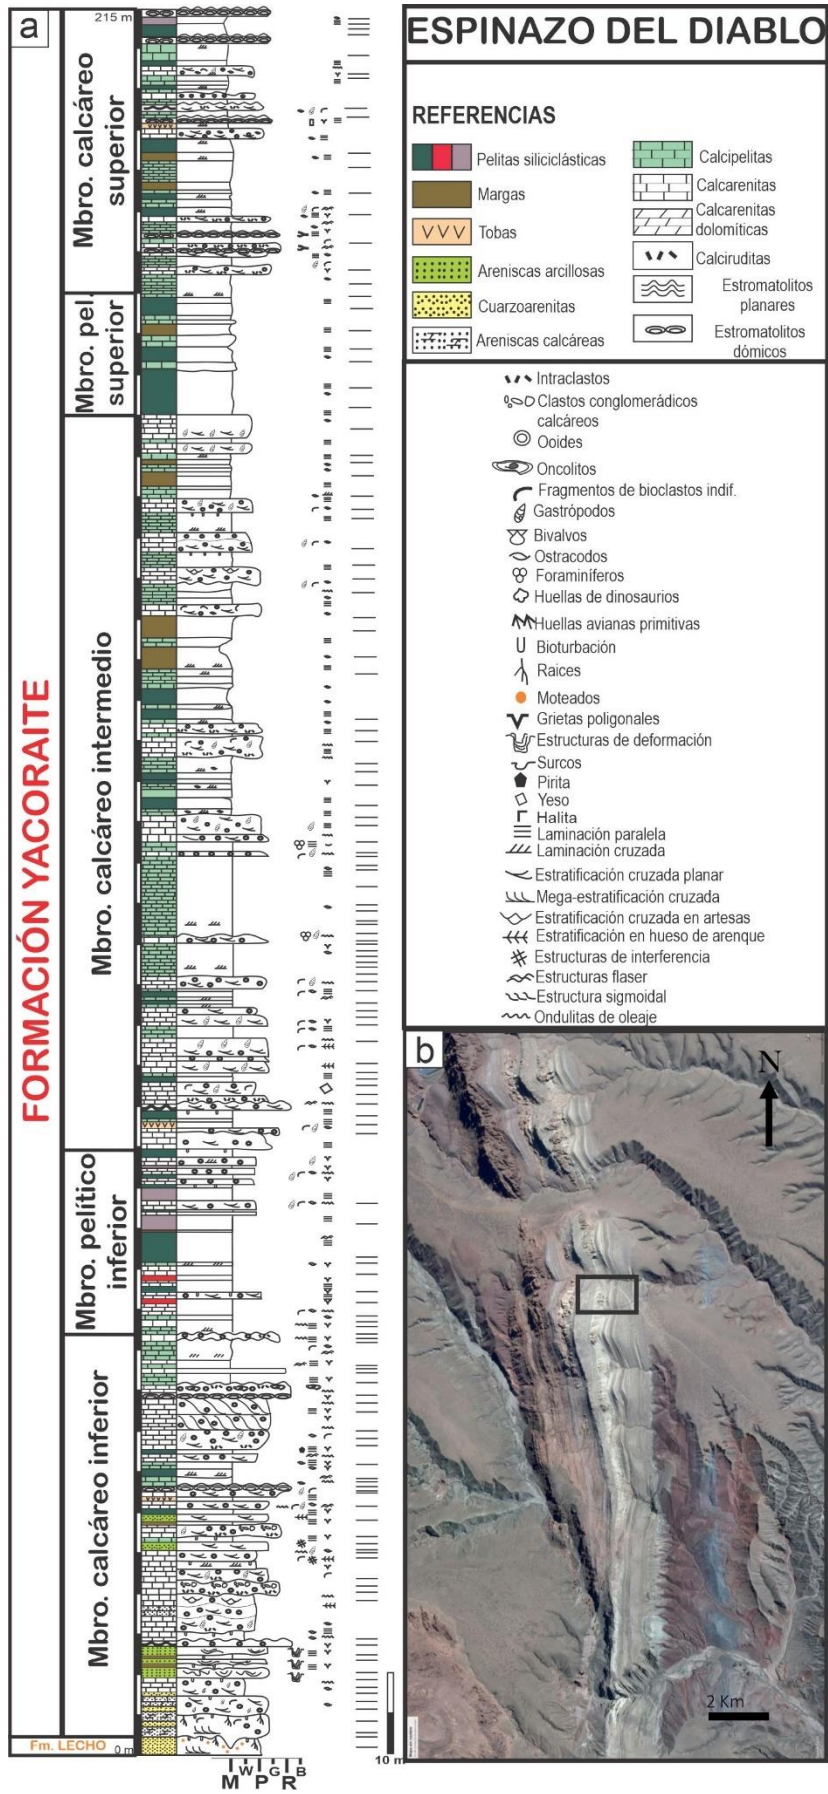 a
215 m
FORMACIÓN YACORAITE
Mbro. calcáreo
superior
Mbro. pel.
superior
Mbro. calcáreo intermedio
Mbro. pelítico
inferior
Mbro. calcáreo inferior
Fm. LECHO
0 m
M W P G R B
10 m
ESPINAZO DEL DIABLO
REFERENCIAS
Pelitas siliciclásticas
Margas
Tobas
Areniscas arcillosas
Cuarzoarenitas
Areniscas calcáreas
Calcipelitas
Calcarenitas
Calcarenitas
dolomíticas
Calciruditas
Estromatolitos
planares
Estromatolitos
dómicos
Intraclastos
Clastos conglomerádicos
calcáreos
Ooides
Oncolitos
Fragmentos de bioclastos indif.
Gastrópodos
Bivalvos
Ostracodos
Foraminíferos
Huellas de dinosaurios
Huellas avianas primitivas
Bioturbación
Raices
Moteados
Grietas poligonales
Estructuras de deformación
Surcos
Pirita
Yeso
Halita
Laminación paralela
Laminación cruzada
Estratificación cruzada planar
Mega-estratificación cruzada
Estratificación cruzada en artesas
Estratificación en hueso de arenque
Estructuras de interferencia
Estructuras flaser
Estructura sigmoidal
Ondulitas de oleaje
b
N
2 Km